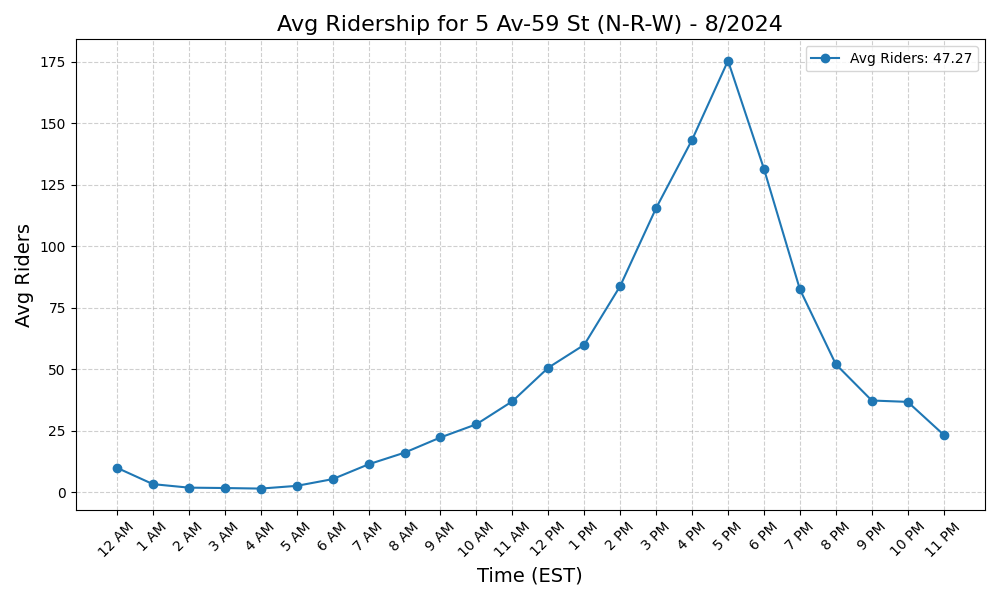 Avg Ridership for 5 Av-59 St (N-R-W) - 8/2024
Avg Riders: 47.27
Avg Riders
175
150
125
100
75
50
25
0
12 AM
1 AM
2 AM
3 AM
4 AM
5 AM
6 AM
7 AM
8 AM
9 AM
10 AM
11 AM
12 PM
1 PM
2 PM
3 PM
4 PM
5 PM
6 PM
7 PM
8 PM
9 PM
10 PM
11 PM
Time (EST)